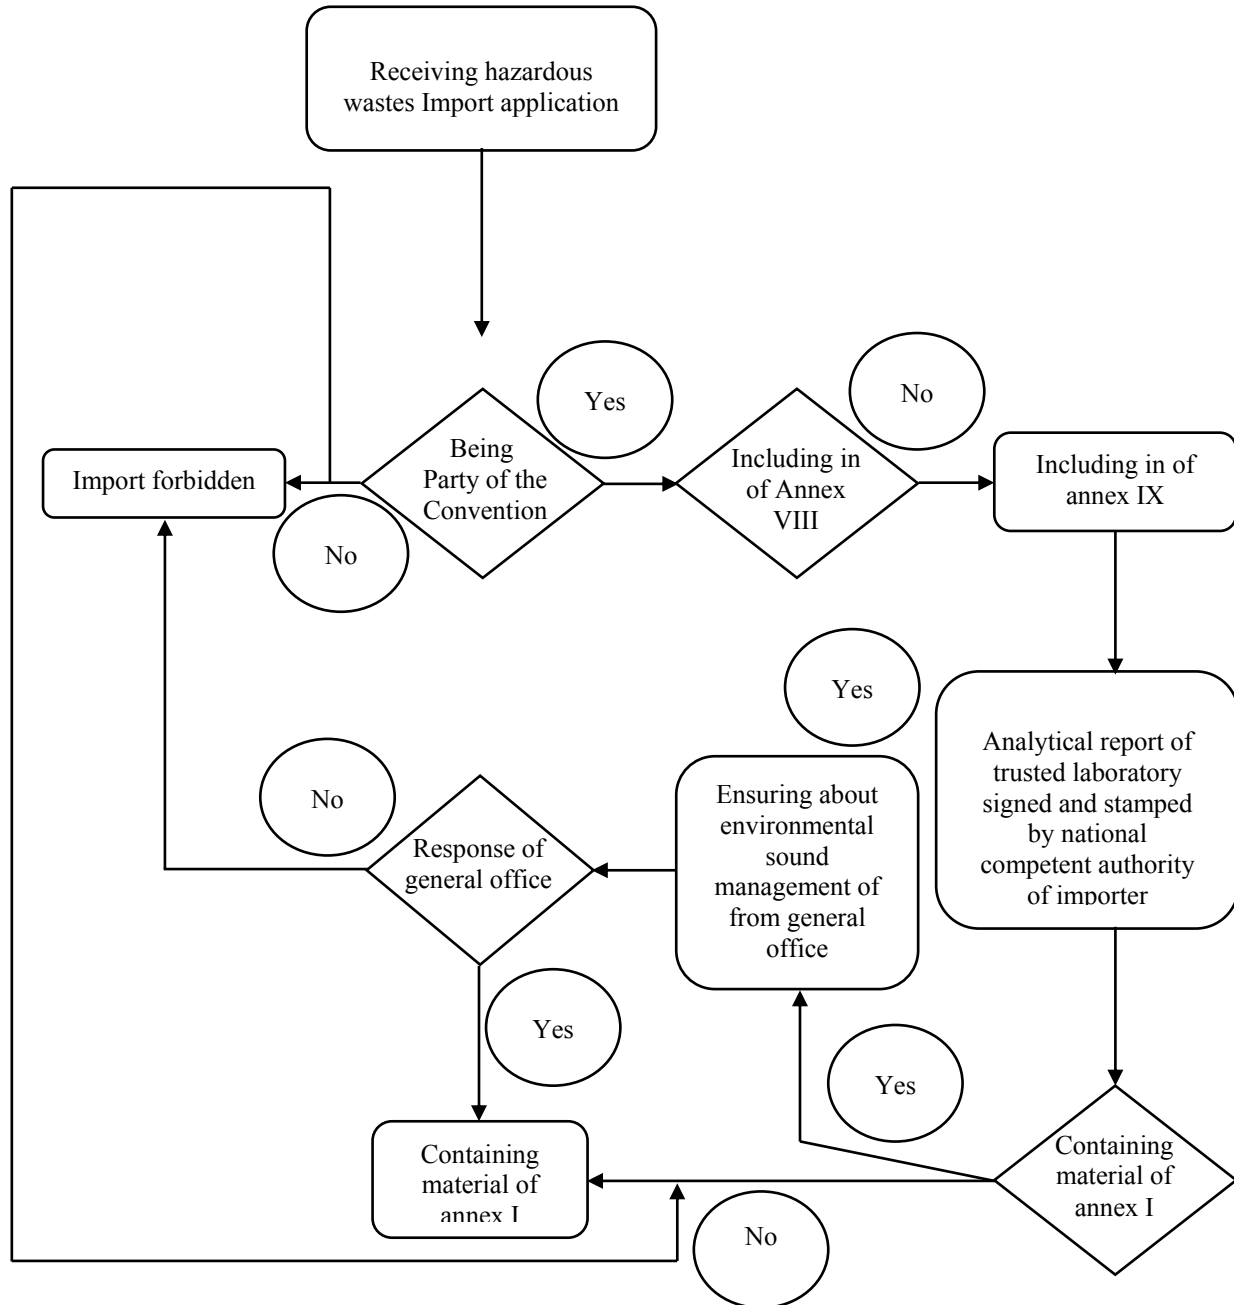 Receiving hazardous
wastes Import application
Yes
No
Being
Party of the
Convention
Including in
of Annex
VIII
Including in of
annex IX
Import forbidden
No
Yes
Analytical report of
trusted laboratory
signed and stamped
by national
competent authority
of importer
No
Response of
general office
Ensuring about
environmental
sound
management of
from general
office
Yes
Yes
Containing
material of
annex I
Containing
material of
annex I
No